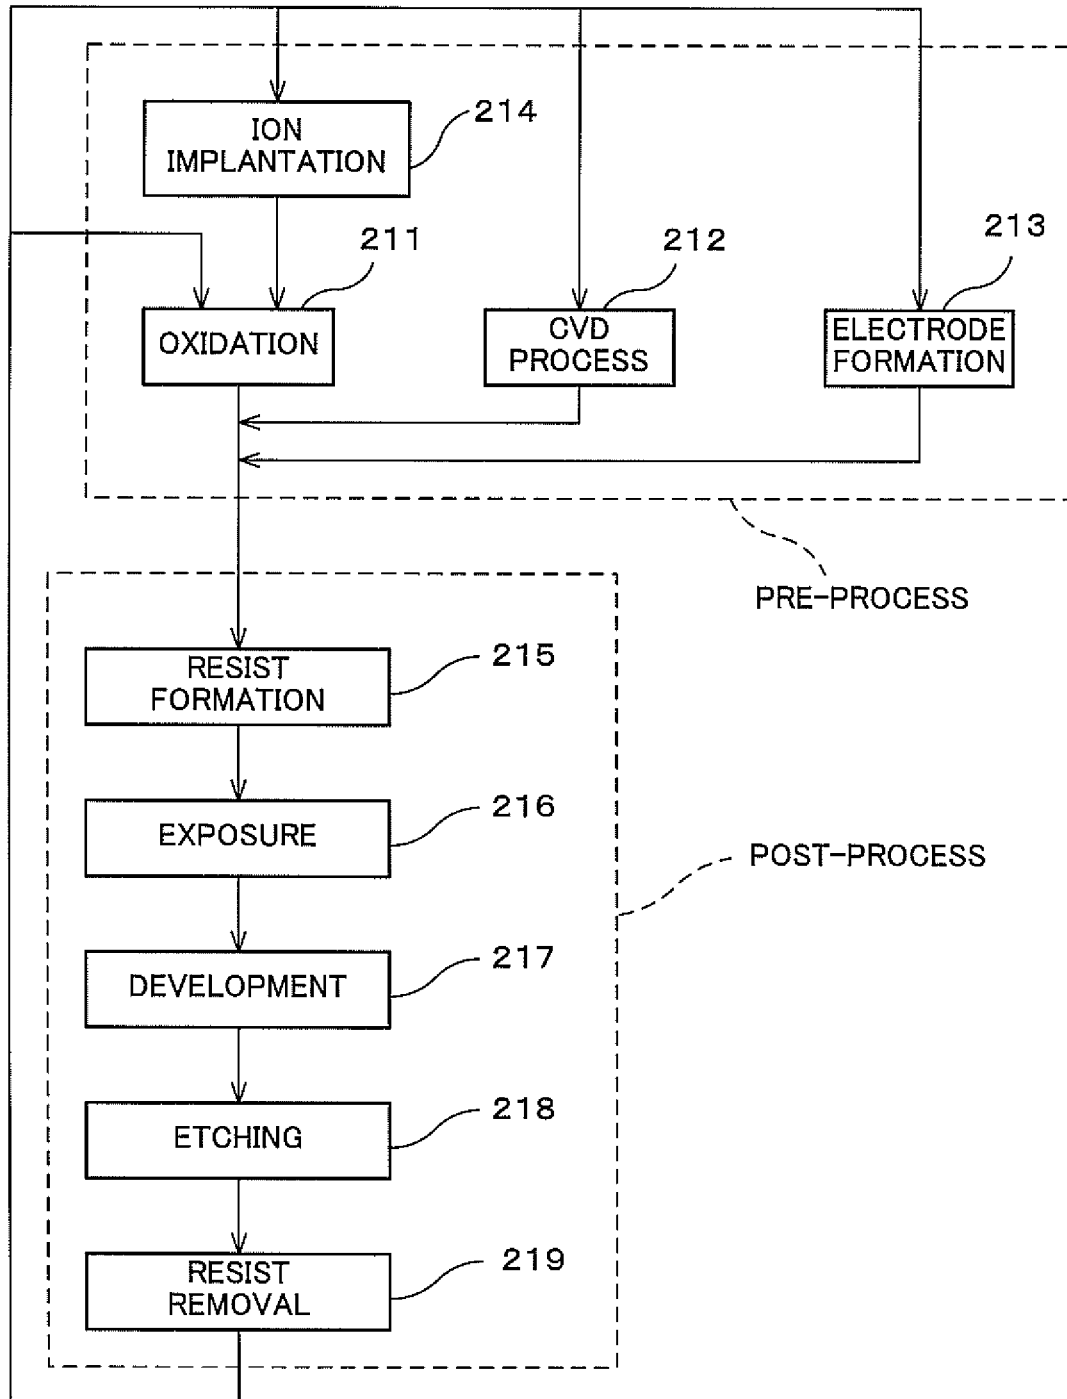 ION
IMPLANTATION
214
211
212
213
OXIDATION
CVD
PROCESS
ELECTRODE
FORMATION
PRE-PROCESS
RESIST
FORMATION
215
EXPOSURE
216
POST-PROCESS
DEVELOPMENT
217
ETCHING
218
RESIST
REMOVAL
219